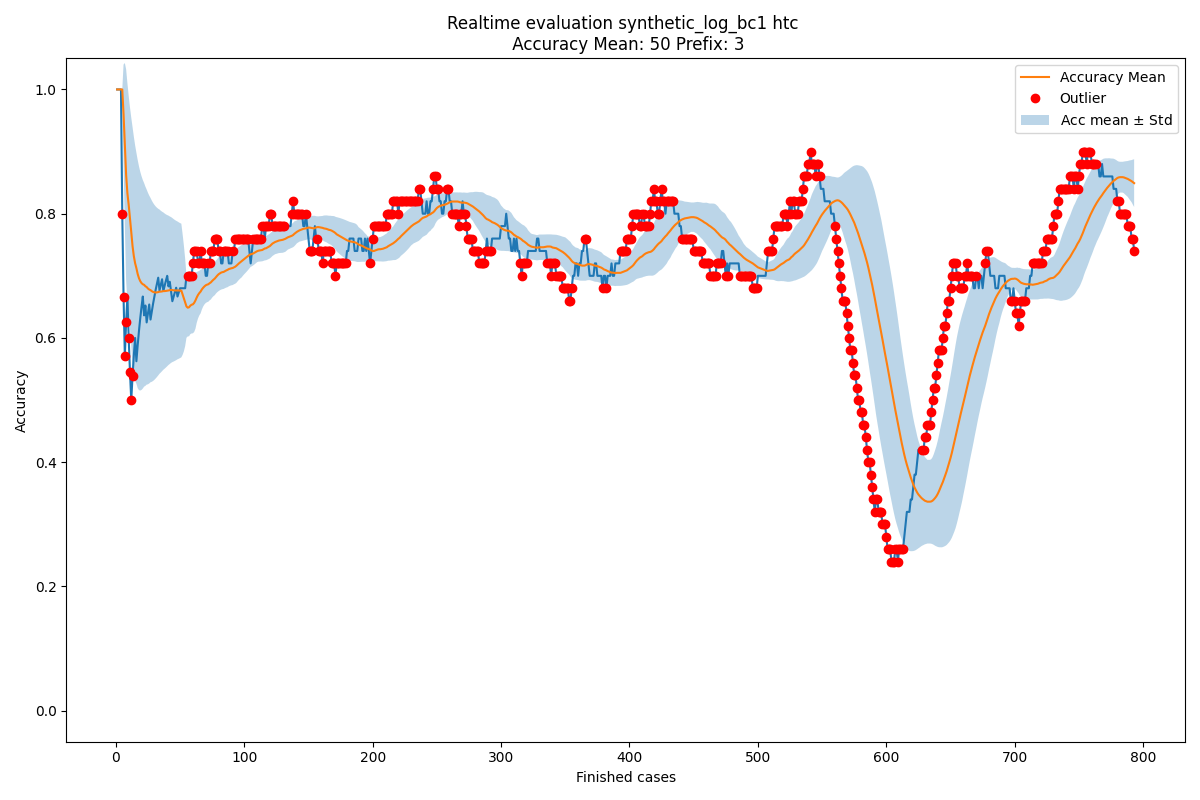 Realtime evaluation synthetic_log_bc1 htc
Accuracy Mean: 50 Prefix: 3
Accuracy Mean
Outlier
Acc mean ± Std
1.0
0.8
0.6
0.4
0.2
0.0
Accuracy
0 100 200 300 400 500 600 700 800
Finished cases